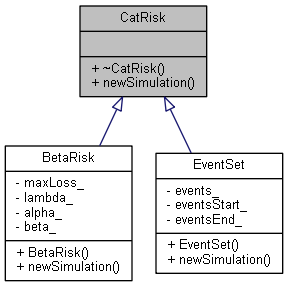 CatRisk
+ ~CatRisk()
+ newSimulation()
BetaRisk
- maxLoss_
- lambda_
- alpha_
- beta_
+ BetaRisk()
+ newSimulation()
EventSet
- events_
- eventsStart_
- eventsEnd_
+ EventSet()
+ newSimulation()